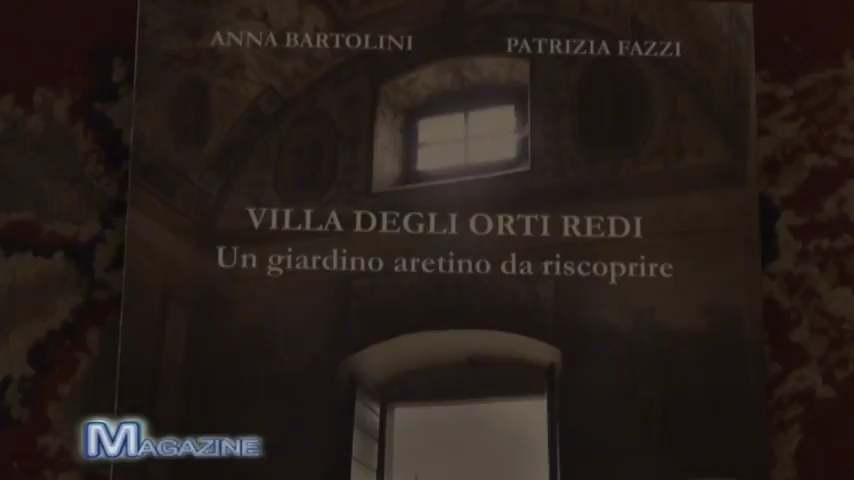 ANNA BARTOLINI PATRIZIA FAZZI
VILLA DEGLI ORTI REDI
Un giardino aretino da riscoprire
MAGAZINE